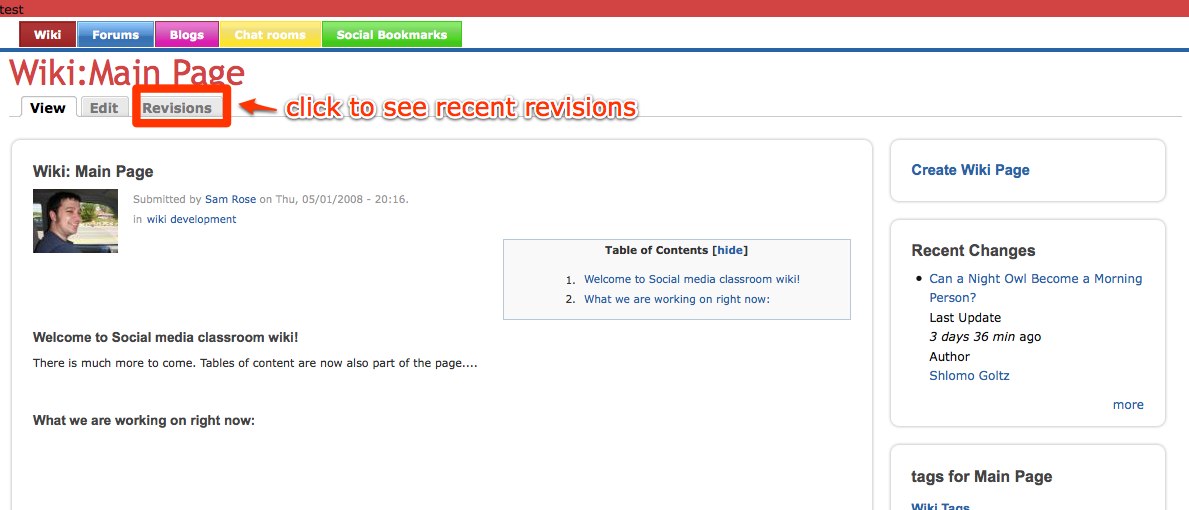 test
Wiki Forums Blogs Chat rooms Social Bookmarks
Wiki:Main Page
View Edit Revisions click to see recent revisions
Wiki: Main Page
Submitted by Sam Rose on Thu, 05/01/2008 - 20:16.
in wiki development
Table of Contents [hide]
1. Welcome to Social media classroom wiki!
2. What we are working on right now:
Welcome to Social media classroom wiki!
There is much more to come. Tables of content are now also part of the page....
What we are working on right now:
Create Wiki Page
Recent Changes
Can a Night Owl Become a Morning
Person?
Last Update
3 days 36 min ago
Author
Shlomo Goltz
more
tags for Main Page
Wiki Tags